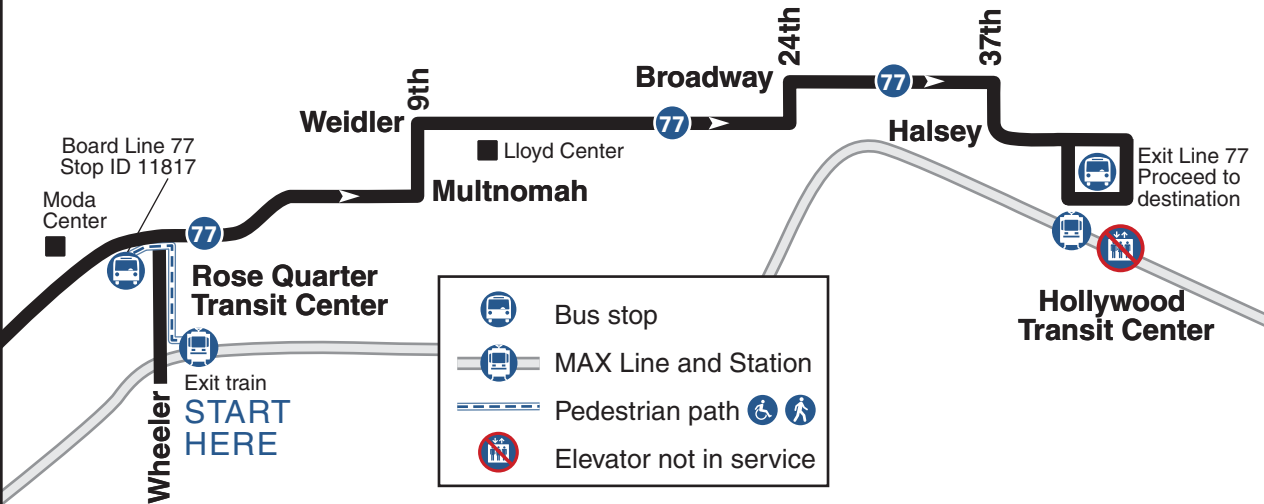 24th
37th
Broadway
77
9th
Weidler
77
Halsey
Board Line 77
Stop ID 11817
Lloyd Center
Exit Line 77
Proceed to
destination
Moda
Center
Multnomah
77
Rose Quarter
Transit Center
Hollywood
Transit Center
Exit train
START
HERE
Wheeler
Bus stop
MAX Line and Station
Pedestrian path
Elevator not in service